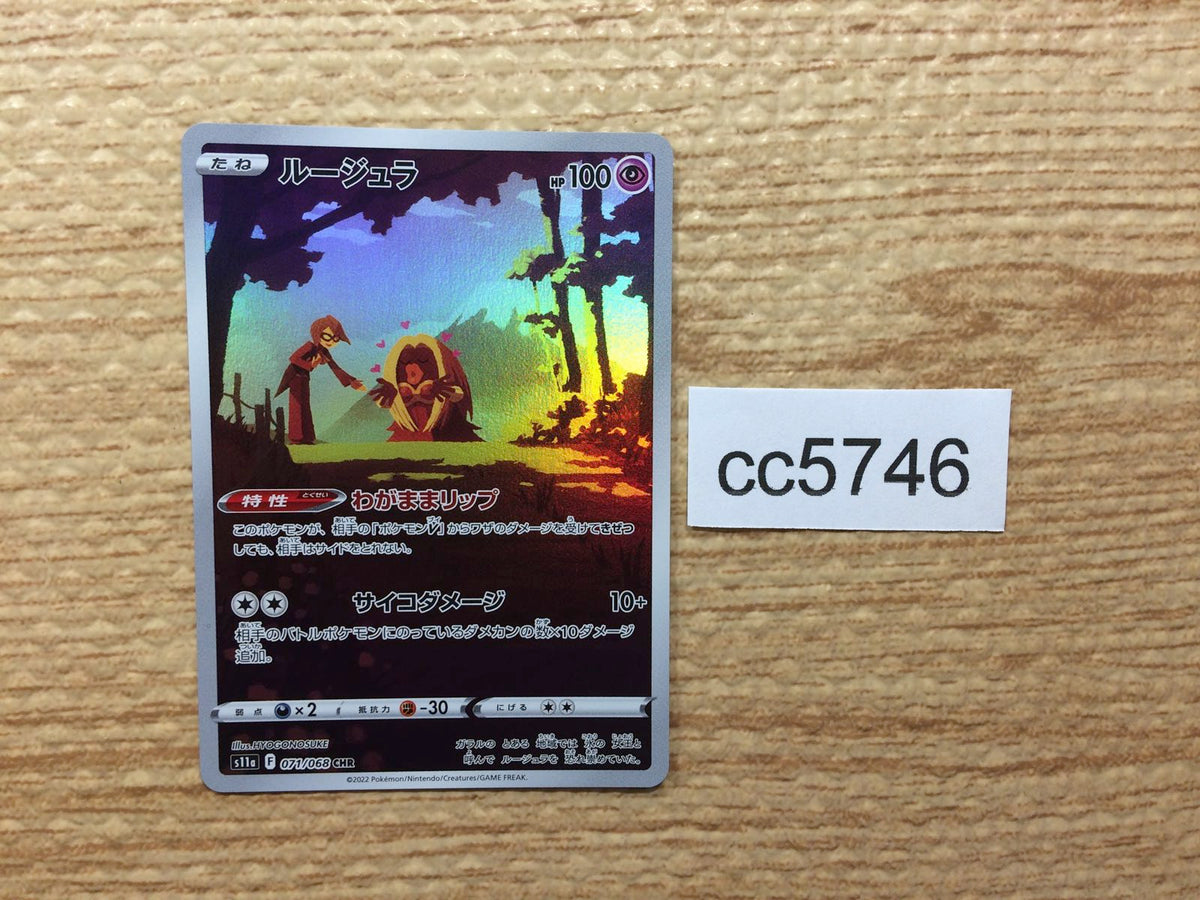 たね ルージュラ HP 100
特性 とくせい わがままリップ
このポケモンが、相手の「ポケモンV」からワザのダメージを受けてきぜつ
しても、相手はサイドをとれない。
サイコダメージ 10+
相手のバトルポケモンにのっているダメカンの数×10ダメージ
追加。
弱点 ×2 抵抗力 -30 にげる
Illus.HYOGONOSUKE
s11a F 071/068 CHR
ガラルの とある 地域では 氷の 女王と
呼んで ルージュラを 恐れ崇めていた。
©2022 Pokémon/Nintendo/Creatures/GAME FREAK.
cc5746